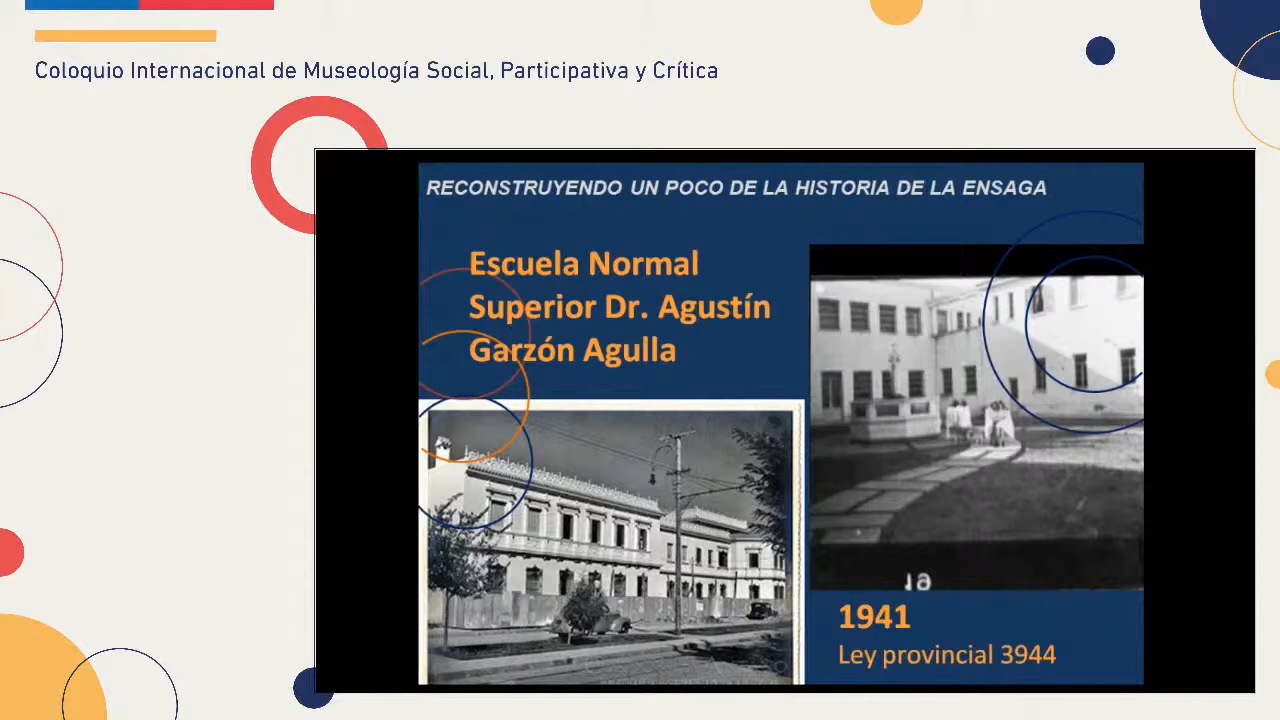 Coloquio Internacional de Museología Social, Participativa y Crítica
RECONSTRUYENDO UN POCO DE LA HISTORIA DE LA ENSAGA
Escuela Normal
Superior Dr. Agustín
Garzón Agulla
1941
Ley provincial 3944